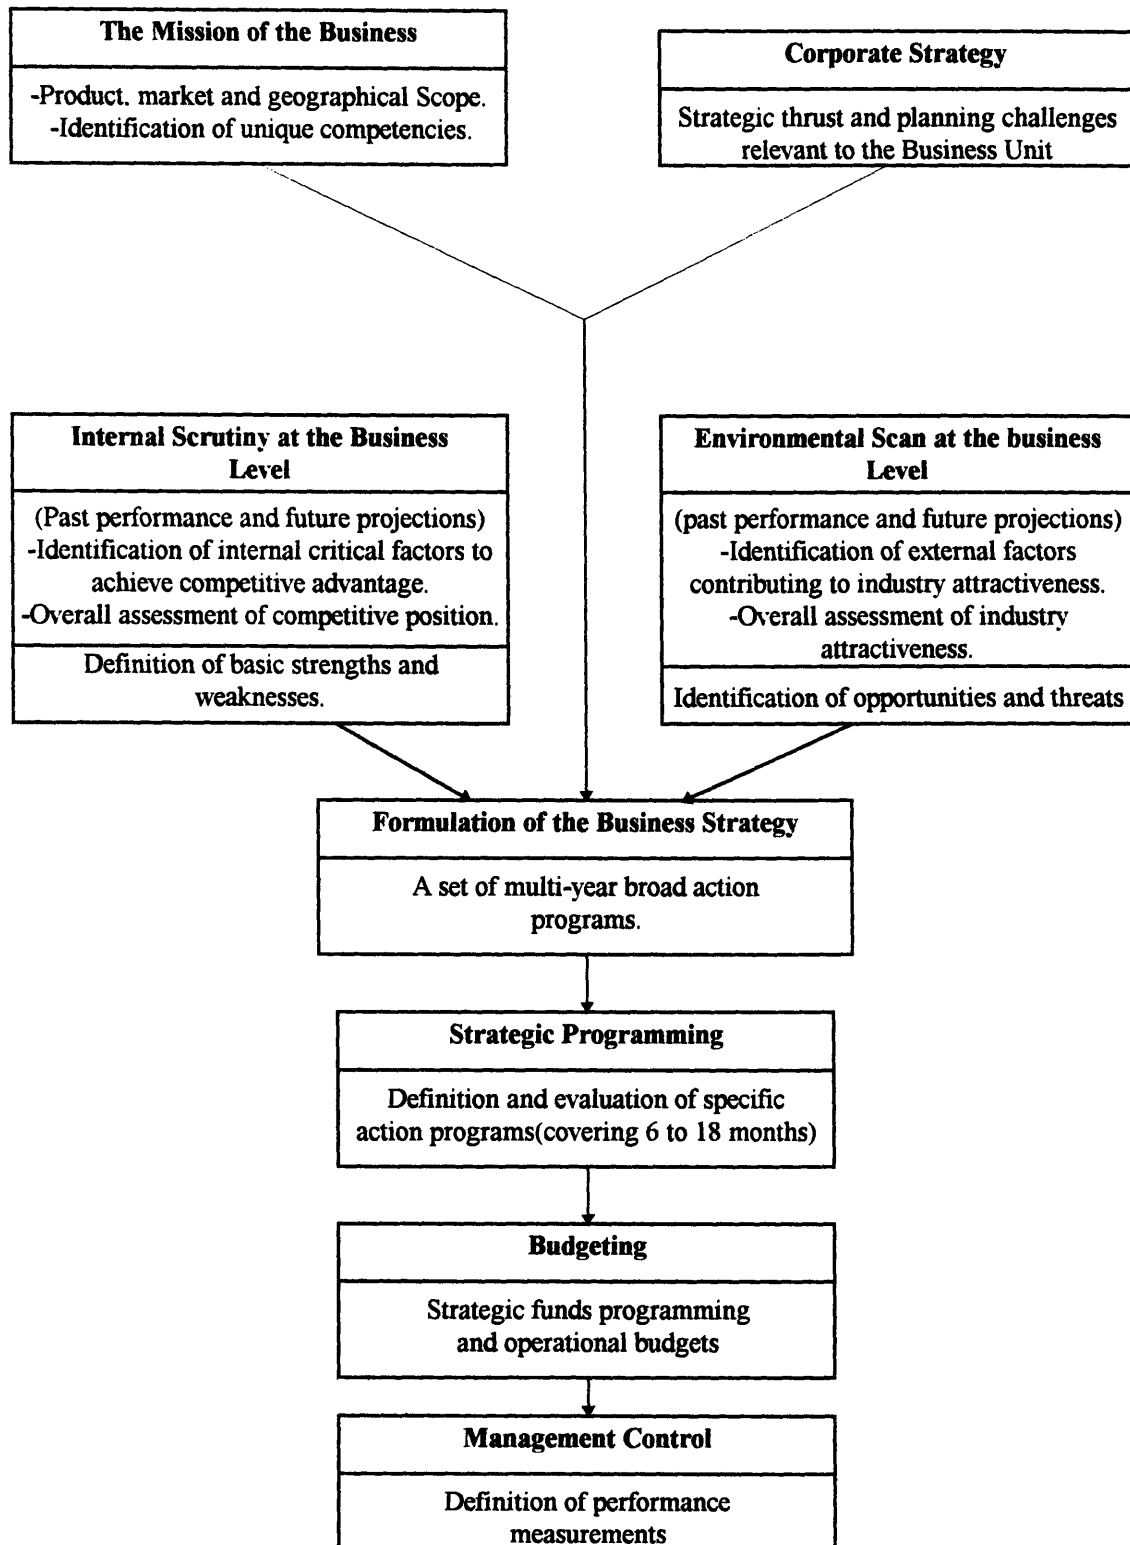 The Mission of the Business
-Product, market and geographical Scope.
-Identification of unique competencies.
Corporate Strategy
Strategic thrust and planning challenges
relevant to the Business Unit
Internal Scrutiny at the Business
Level
(Past performance and future projections)
-Identification of internal critical factors to
achieve competitive advantage.
-Overall assessment of competitive position.
Definition of basic strengths and
weaknesses.
Environmental Scan at the business
Level
(past performance and future projections)
-Identification of external factors
contributing to industry attractiveness.
-Overall assessment of industry
attractiveness.
Identification of opportunities and threats
Formulation of the Business Strategy
A set of multi-year broad action
programs.
Strategic Programming
Definition and evaluation of specific
action programs(covering 6 to 18 months)
Budgeting
Strategic funds programming
and operational budgets
Management Control
Definition of performance
measurements